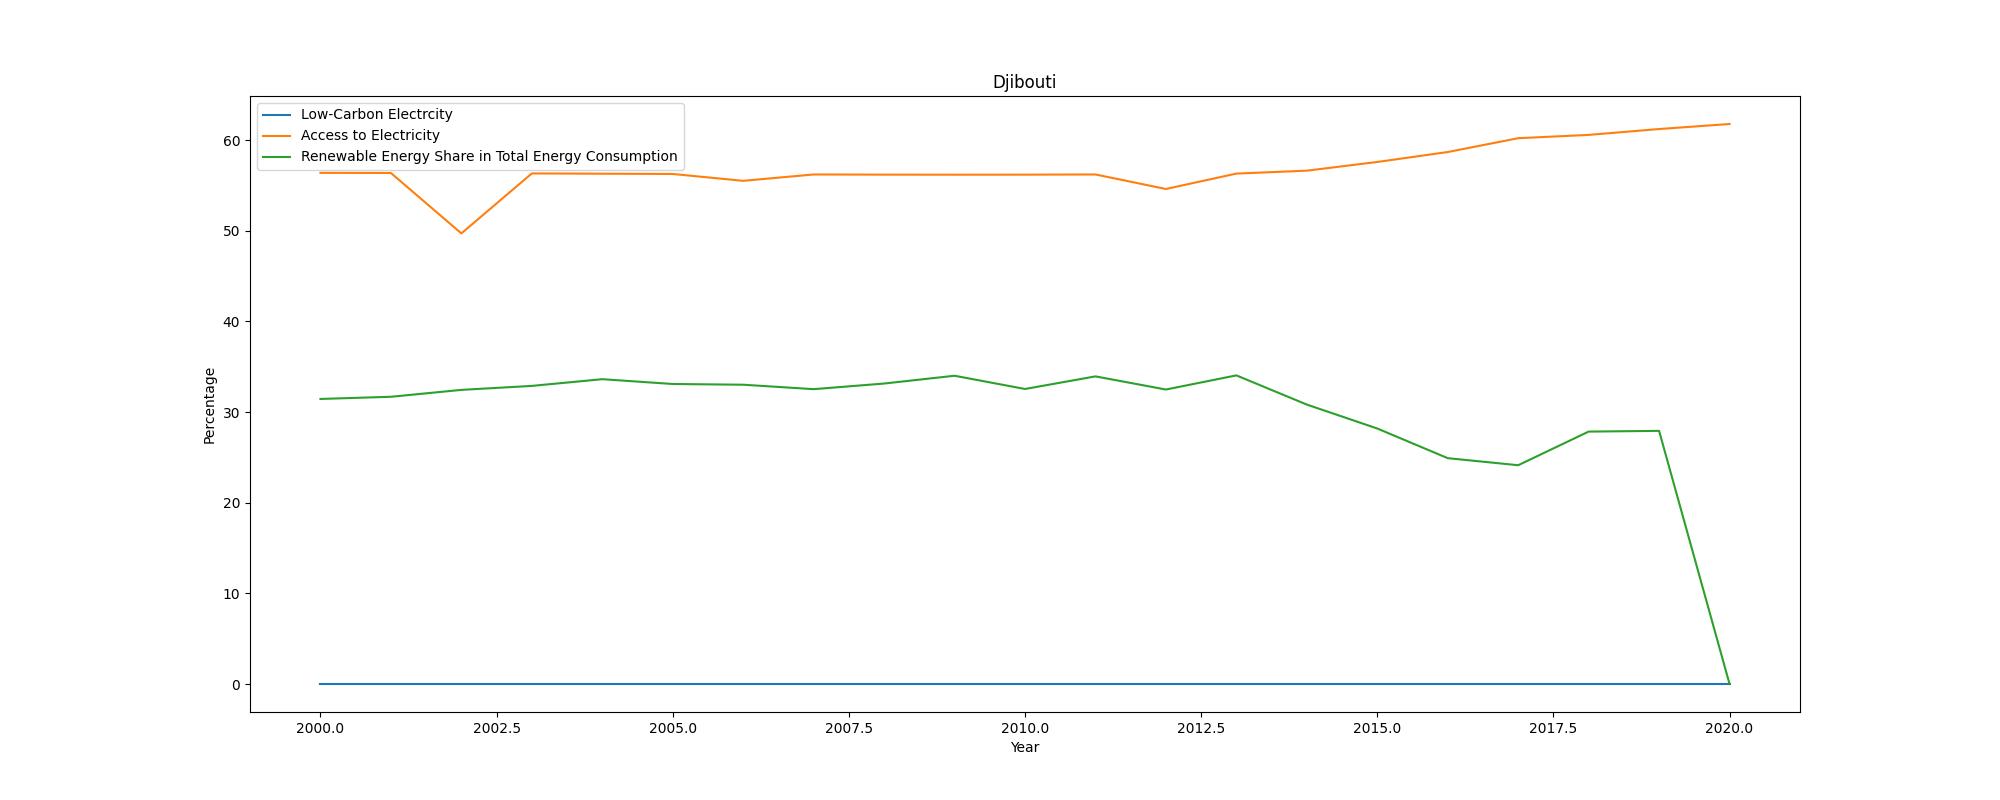 Djibouti
Low-Carbon Electrcity
Access to Electricity
Renewable Energy Share in Total Energy Consumption
60
50
40
30
20
10
0
Percentage
2000.0 2002.5 2005.0 2007.5 2010.0 2012.5 2015.0 2017.5 2020.0
Year